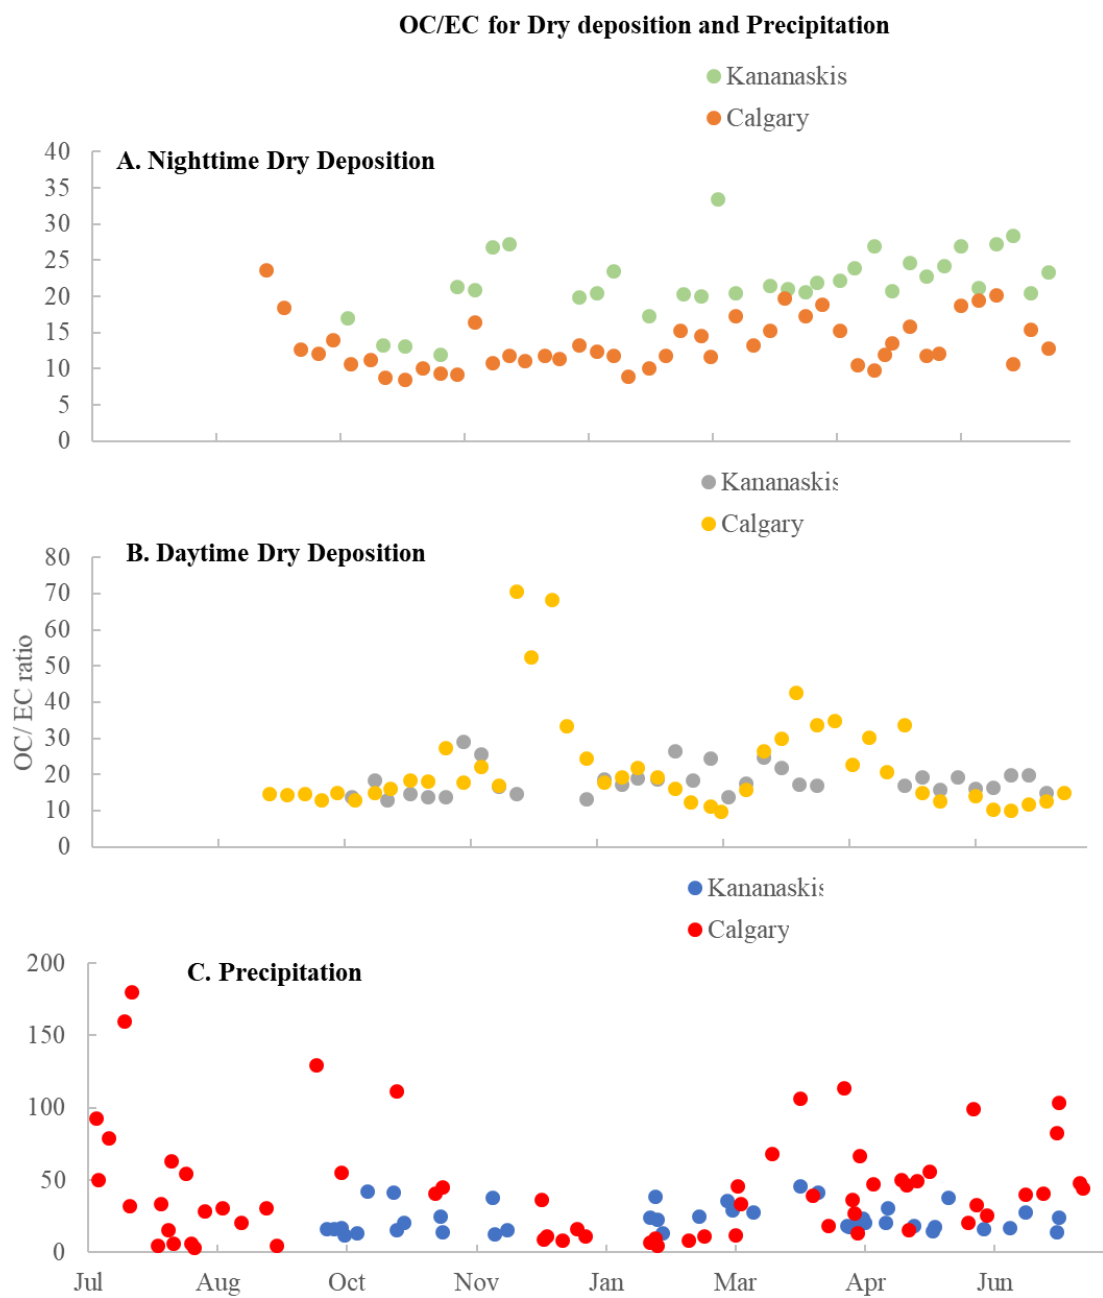 OC/EC for Dry deposition and Precipitation
Kananaskis
Calgary
A. Nighttime Dry Deposition
40
35
30
25
20
15
10
5
0
Kananaskis
Calgary
B. Daytime Dry Deposition
80
70
60
50
40
30
20
10
0
OC/ EC ratio
Kananaskis
Calgary
C. Precipitation
200
150
100
50
0
Jul Aug Oct Nov Jan Mar Apr Jun